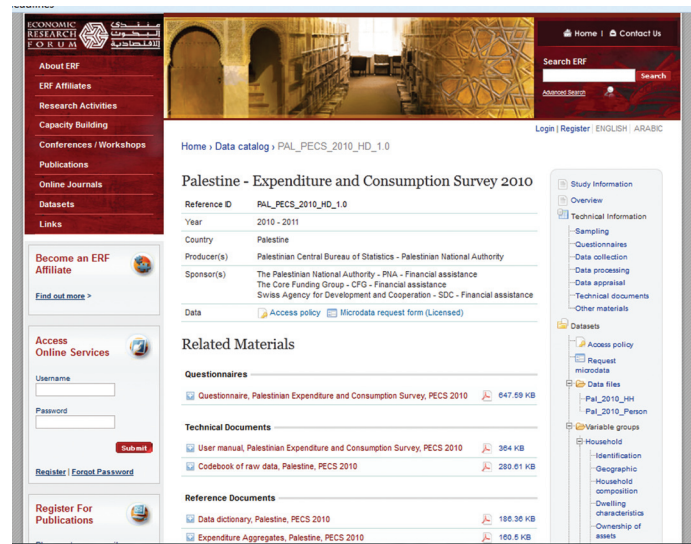 ECONOMIC
RESEARCH
FORUM
منتدى
البحوث
الاقتصادية
Home | Contact Us
Search ERF
Search
Advanced Search
About ERF
ERF Affiliates
Research Activities
Capacity Building
Conferences / Workshops
Publications
Online Journals
Datasets
Links
Login | Register | ENGLISH | ARABIC
Home › Data catalog › PAL_PECS_2010_HD_1.0
Palestine - Expenditure and Consumption Survey 2010
Reference ID PAL_PECS_2010_HD_1.0
Year 2010 - 2011
Country Palestine
Producer(s) Palestinian Central Bureau of Statistics - Palestinian National Authority
Sponsor(s) The Palestinian National Authority - PNA - Financial assistance
The Core Funding Group - CFG - Financial assistance
Swiss Agency for Development and Cooperation - SDC - Financial assistance
Data Access policy Microdata request form (Licensed)
Related Materials
Questionnaires
Questionnaire, Palestinian Expenditure and Consumption Survey, PECS 2010 647.59 KB
Technical Documents
User manual, Palestinian Expenditure and Consumption Survey, PECS 2010 364 KB
Codebook of raw data, Palestine, PECS 2010 280.61 KB
Reference Documents
Data dictionary, Palestine, PECS 2010 186.36 KB
Expenditure Aggregates, Palestine, PECS 2010 160.5 KB
Become an ERF
Affiliate
Find out more >
Access
Online Services
Username
Password
Submit
Register | Forgot Password
Register For
Publications
Study Information
Overview
Technical Information
Sampling
Questionnaires
Data collection
Data processing
Data appraisal
Technical documents
Other materials
Datasets
Access policy
Request
microdata
Data files
Pal_2010_HH
Pal_2010_Person
Variable groups
Household
Identification
Geographic
Household
composition
Dwelling
characteristics
Ownership of
assets